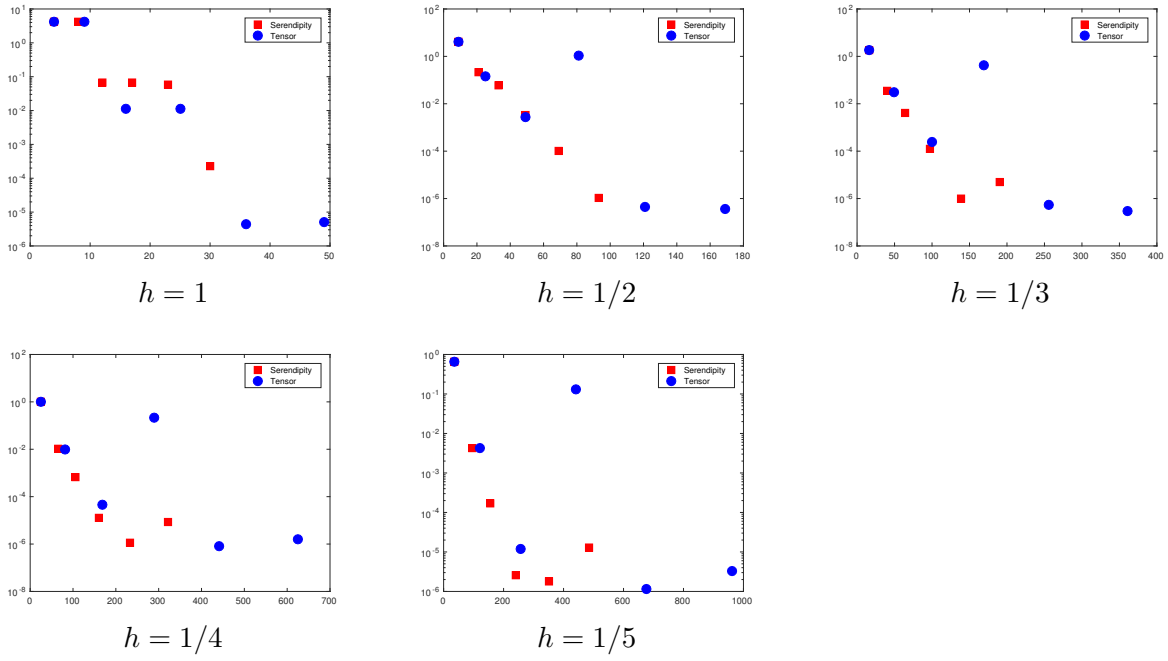 10^1
10^0
10^-1
10^-2
10^-3
10^-4
10^-5
10^-6
0 10 20 30 40 50
Serendipity
Tensor
h = 1
10^2
10^0
10^-2
10^-4
10^-6
10^-8
0 20 40 60 80 100 120 140 160 180
Serendipity
Tensor
h = 1/2
10^2
10^0
10^-2
10^-4
10^-6
10^-8
0 50 100 150 200 250 300 350 400
Serendipity
Tensor
h = 1/3
10^2
10^0
10^-2
10^-4
10^-6
10^-8
0 100 200 300 400 500 600 700
Serendipity
Tensor
h = 1/4
10^0
10^-1
10^-2
10^-3
10^-4
10^-5
10^-6
0 200 400 600 800 1000
Serendipity
Tensor
h = 1/5